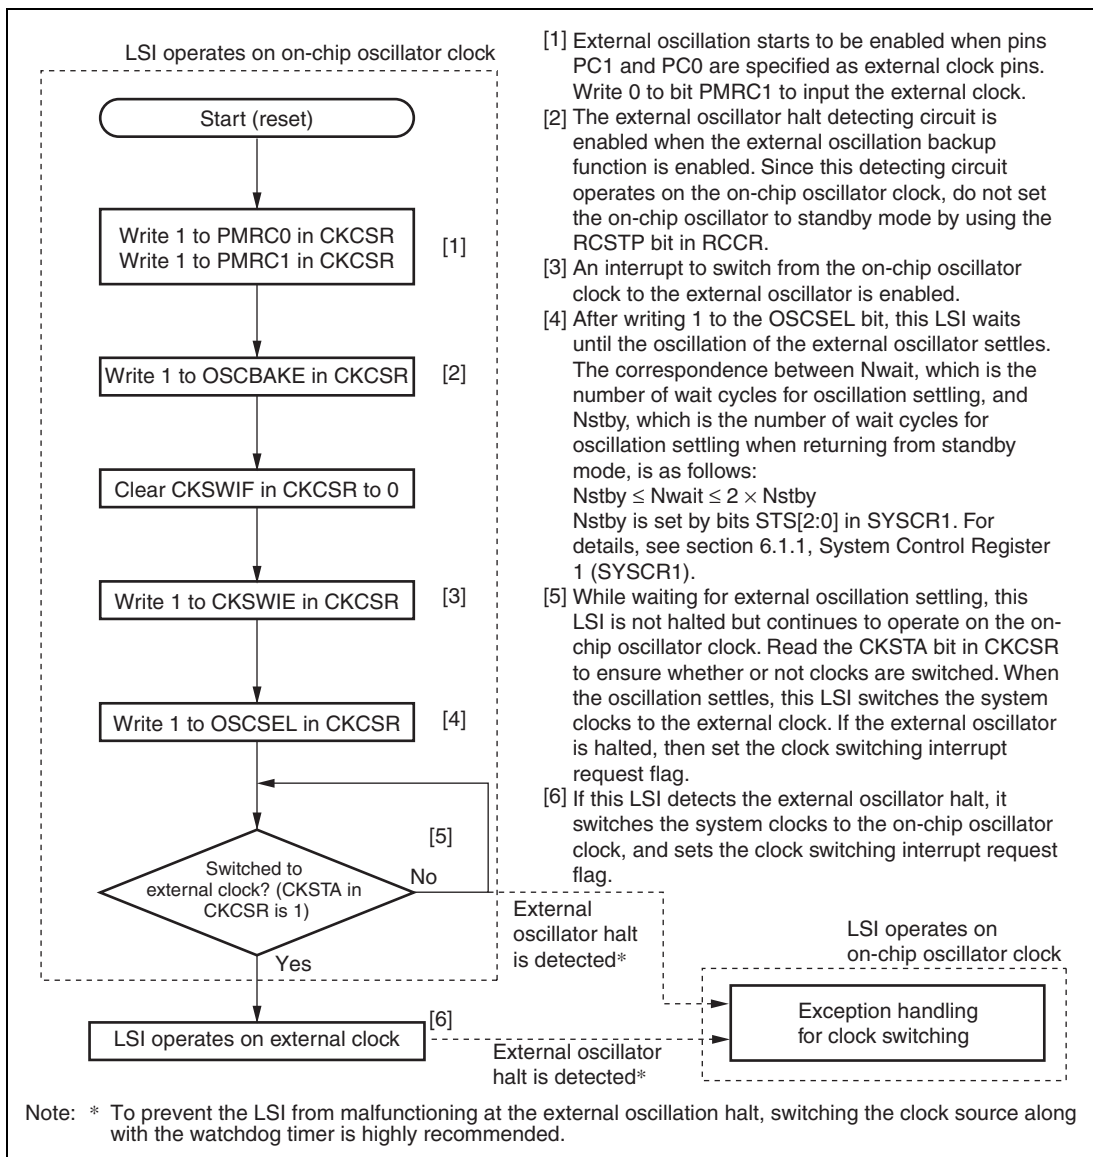 LSI operates on on-chip oscillator clock
Start (reset)
Write 1 to PMRC0 in CKCSR
Write 1 to PMRC1 in CKCSR
[1]
Write 1 to OSCBAKE in CKCSR
[2]
Clear CKSWIF in CKCSR to 0
Write 1 to CKSWIE in CKCSR
[3]
Write 1 to OSCSEL in CKCSR
[4]
[5]
Switched to
external clock? (CKSTA in
CKCSR is 1)
No
Yes
LSI operates on external clock
[6]
External
oscillator halt
is detected*
External oscillator
halt is detected*
LSI operates on
on-chip oscillator clock
Exception handling
for clock switching
[1] External oscillation starts to be enabled when pins
PC1 and PC0 are specified as external clock pins.
Write 0 to bit PMRC1 to input the external clock.
[2] The external oscillator halt detecting circuit is
enabled when the external oscillation backup
function is enabled. Since this detecting circuit
operates on the on-chip oscillator clock, do not set
the on-chip oscillator to standby mode by using the
RCSTP bit in RCCR.
[3] An interrupt to switch from the on-chip oscillator
clock to the external oscillator is enabled.
[4] After writing 1 to the OSCSEL bit, this LSI waits
until the oscillation of the external oscillator settles.
The correspondence between Nwait, which is the
number of wait cycles for oscillation settling, and
Nstby, which is the number of wait cycles for
oscillation settling when returning from standby
mode, is as follows:
Nstby ≤ Nwait ≤ 2 × Nstby
Nstby is set by bits STS[2:0] in SYSCR1. For
details, see section 6.1.1, System Control Register
1 (SYSCR1).
[5] While waiting for external oscillation settling, this
LSI is not halted but continues to operate on the on-
chip oscillator clock. Read the CKSTA bit in CKCSR
to ensure whether or not clocks are switched. When
the oscillation settles, this LSI switches the system
clocks to the external clock. If the external oscillator
is halted, then set the clock switching interrupt
request flag.
[6] If this LSI detects the external oscillator halt, it
switches the system clocks to the on-chip oscillator
clock, and sets the clock switching interrupt request
flag.
Note: * To prevent the LSI from malfunctioning at the external oscillation halt, switching the clock source along
with the watchdog timer is highly recommended.